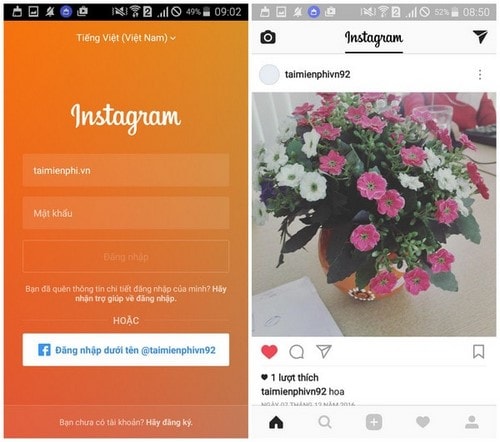 49% 09:02
Tiếng Việt (Việt Nam)
Instagram
taimienphi.vn
Mật khẩu
Đăng nhập
Bạn đã quên thông tin chi tiết đăng nhập của mình? Hãy
nhận trợ giúp về đăng nhập.
HOẶC
Đăng nhập dưới tên @taimienphivn92
Bạn chưa có tài khoản? Hãy đăng ký.
52% 08:50
Instagram
taimienphivn92
1 lượt thích
taimienphivn92 hoa
NGÀY 07 THÁNG 12 2016